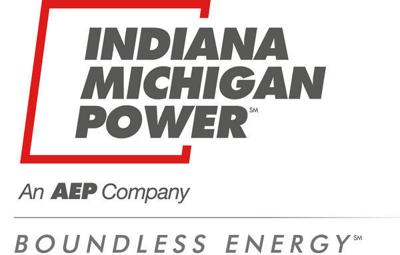 INDIANA
MICHIGAN
POWER℠
An AEP Company
BOUNDLESS ENERGY℠